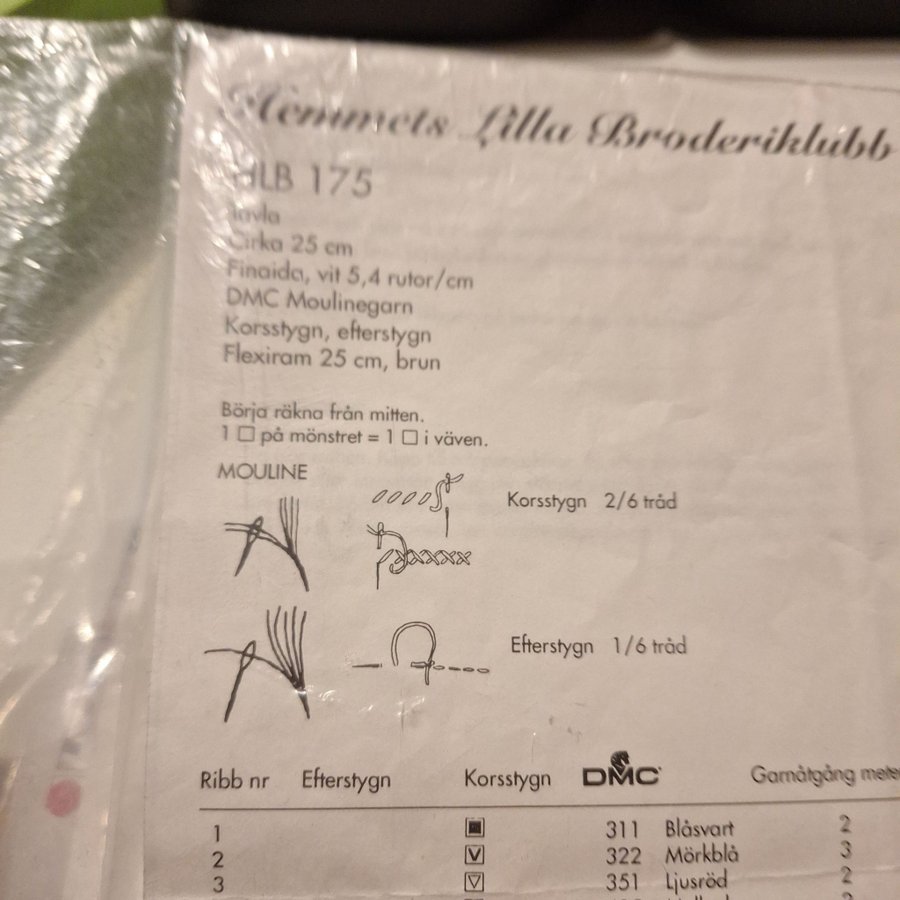 Hemmets Lilla Broderiklubb
HLB 175
Tavla
Cirka 25 cm
Finaida, vit 5,4 rutor/cm
DMC Moulinegarn
Korsstygn, efterstygn
Flexiram 25 cm, brun
Börja räkna från mitten.
1 □ på mönstret = 1 □ i väven.
MOULINE
Korsstygn 2/6 tråd
Efterstygn 1/6 tråd
Ribb nr Efterstygn Korsstygn DMC Garnåtgång
1 311 Blåsvart 2
2 322 Mörkblå 3
3 351 Ljusröd 2